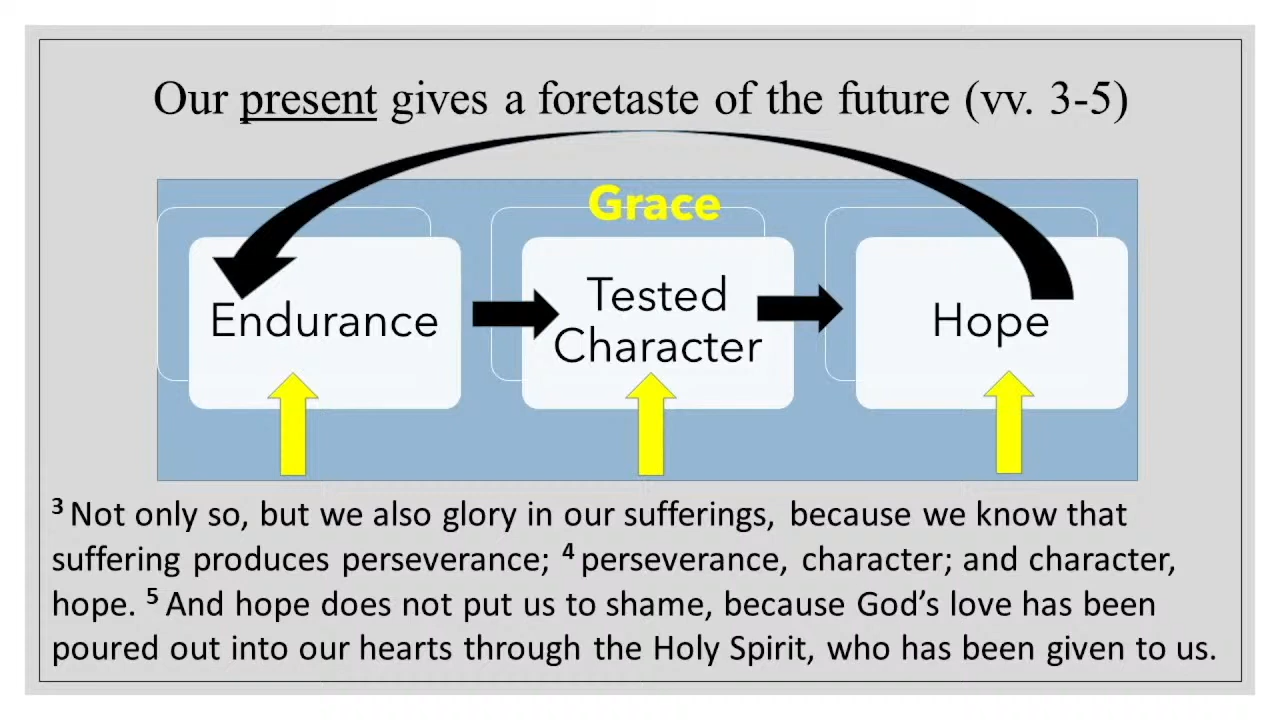 Our present gives a foretaste of the future (vv. 3-5)
Grace
Endurance
Tested
Character
Hope
³ Not only so, but we also glory in our sufferings, because we know that
suffering produces perseverance; ⁴ perseverance, character; and character,
hope. ⁵ And hope does not put us to shame, because God’s love has been
poured out into our hearts through the Holy Spirit, who has been given to us.